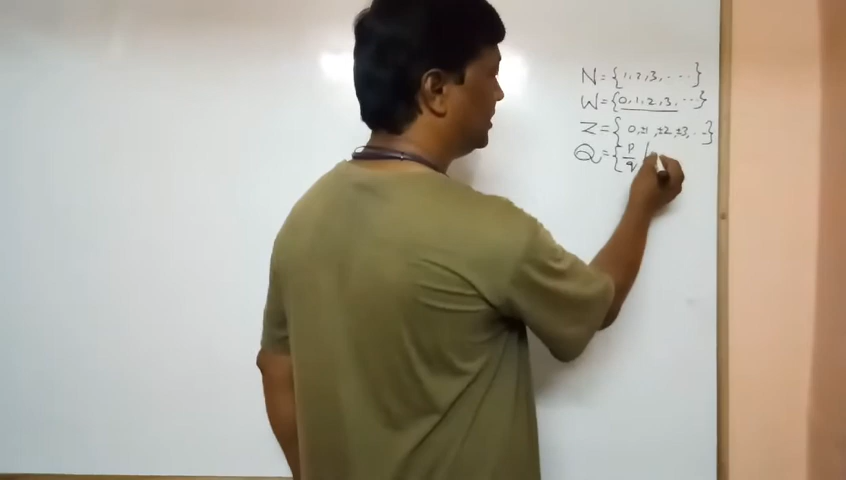 N={1,2,3,....}
W={0,1,2,3,...}
Z={0,±1,±2,±3,...}
Q={p/q |